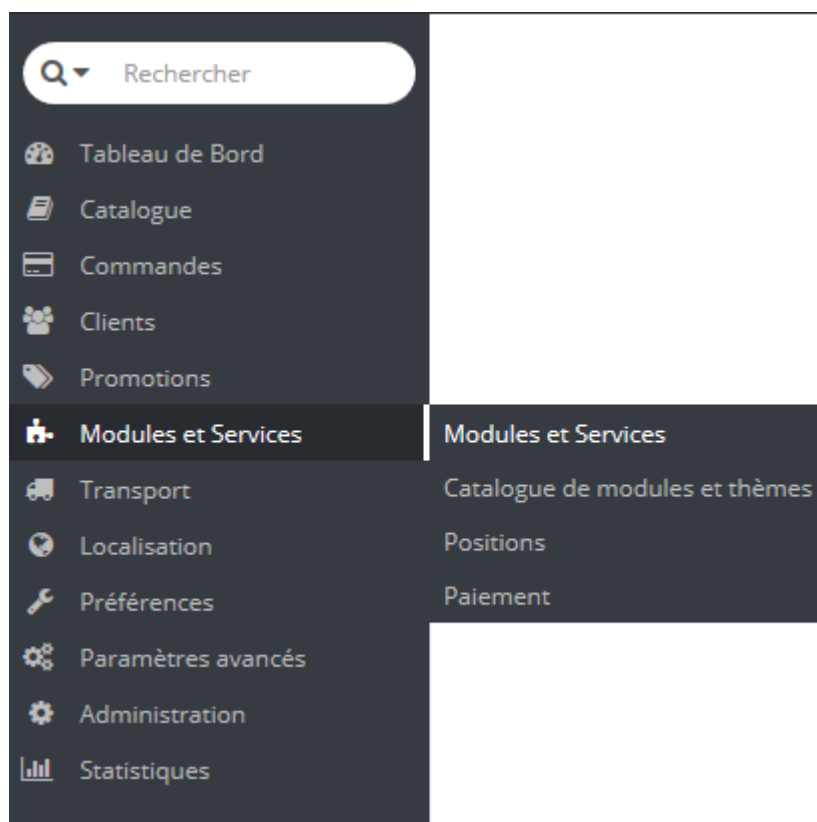 Rechercher
Tableau de Bord
Catalogue
Commandes
Clients
Promotions
Modules et Services
Modules et Services
Catalogue de modules et thèmes
Positions
Paiement
Transport
Localisation
Préférences
Paramètres avancés
Administration
Statistiques